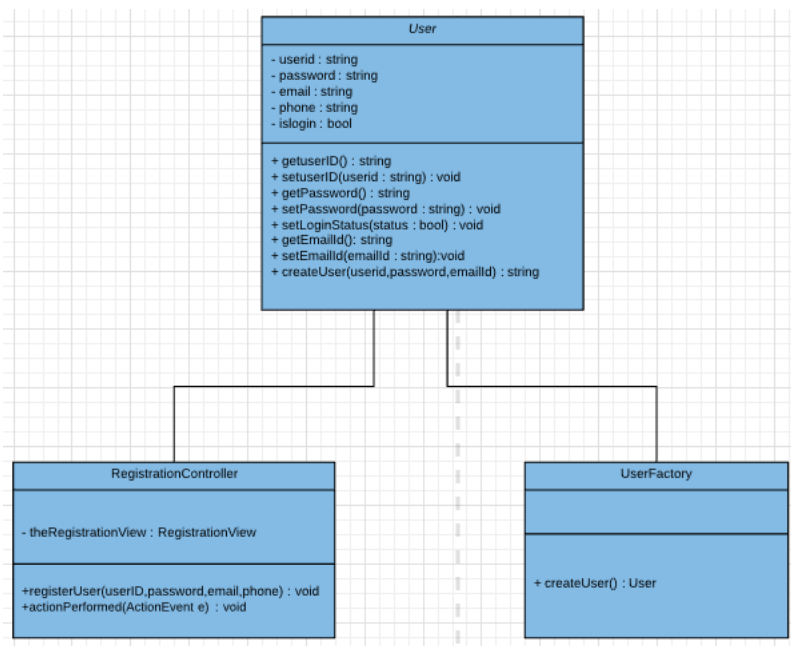 User
- userid : string
- password : string
- email : string
- phone : string
- islogin : bool
+ getuserID() : string
+ setuserID(userid : string) : void
+ getPassword() : string
+ setPassword(password : string) : void
+ setLoginStatus(status : bool) : void
+ getEmailId(): string
+ setEmailId(emailId : string):void
+ createUser(userid,password,emailId) : string
RegistrationController
- theRegistrationView : RegistrationView
+registerUser(userID,password,email,phone) : void
+actionPerformed(ActionEvent e) : void
UserFactory
+ createUser() : User